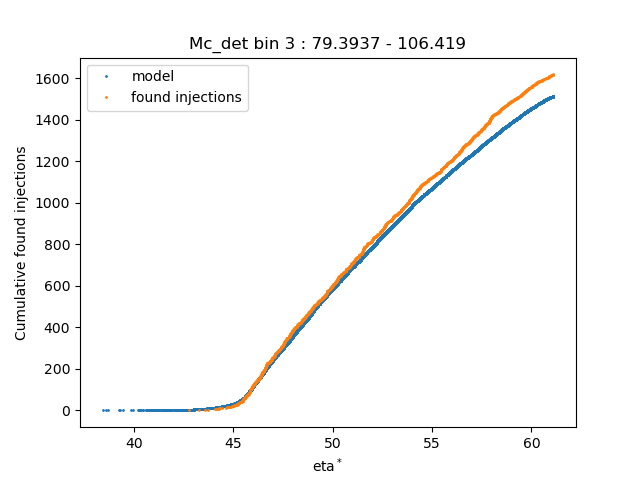 Mc_det bin 3 : 79.3937 - 106.419
model
found injections
1600
1400
1200
1000
800
600
400
200
0
Cumulative found injections
40 45 50 55 60
eta*